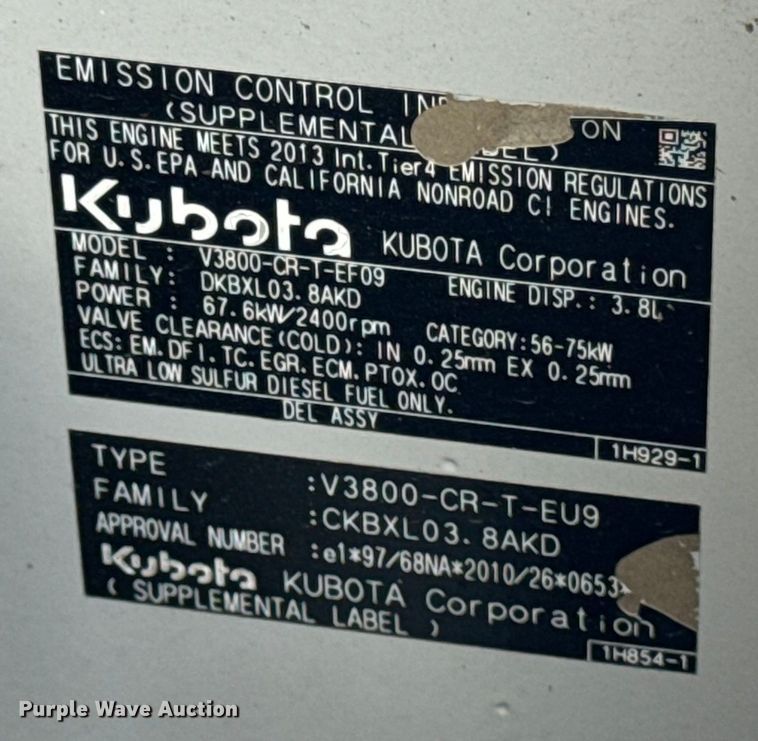 EMISSION CONTROL IN ON
(SUPPLEMENTAL EL)
THIS ENGINE MEETS 2013 Int.Tier4 EMISSION REGULATIONS
FOR U.S.EPA AND CALIFORNIA NONROAD CI ENGINES.
Kubota KUBOTA Corporation
MODEL : V3800-CR-T-EF09 ENGINE DISP.: 3.8L
FAMILY: DKBXL03.8AKD
POWER : 67.6kW/2400rpm CATEGORY:56-75kW
VALVE CLEARANCE(COLD): IN 0.25mm EX 0.25mm
ECS: EM.DFI.TC.EGR.ECM.PTOX.OC
ULTRA LOW SULFUR DIESEL FUEL ONLY.
DEL ASSY
1H929-1
TYPE :V3800-CR-T-EU9
FAMILY :CKBXL03.8AKD
APPROVAL NUMBER :e1*97/68NA*2010/26*0653*
Kubota KUBOTA Corporation
( SUPPLEMENTAL LABEL )
1H854-1
Purple Wave Auction